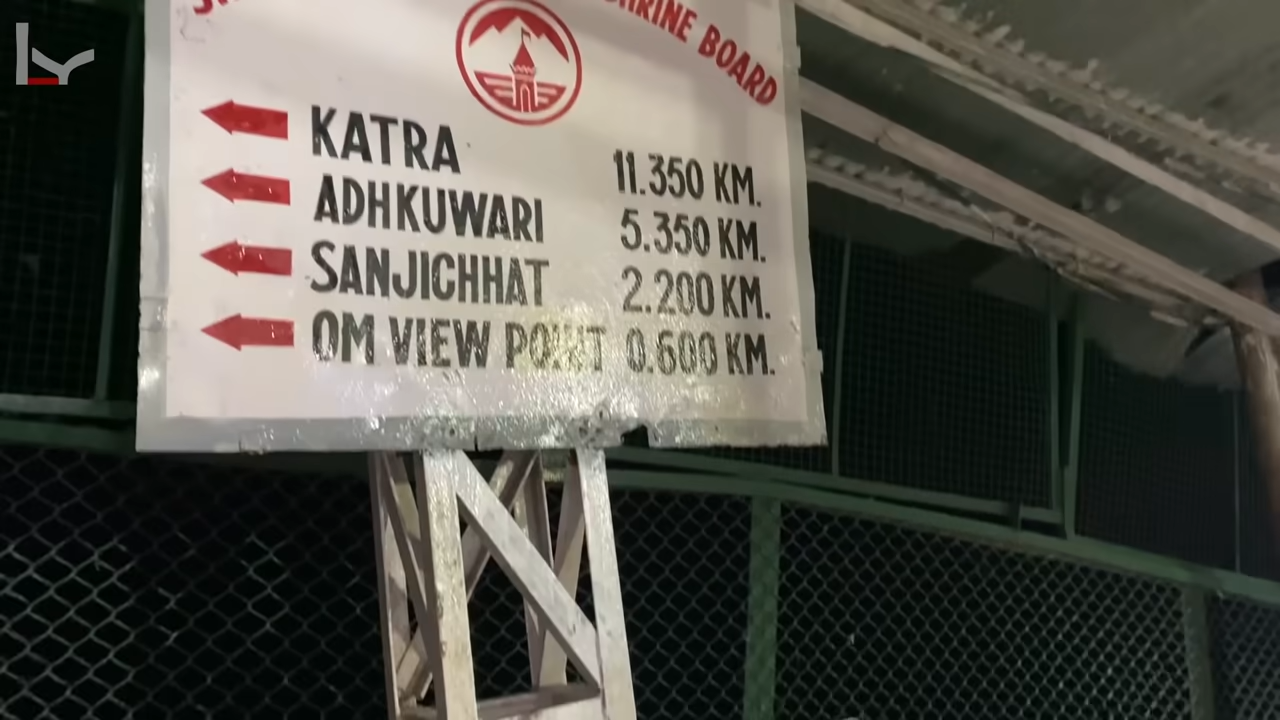 SHRINE BOARD
KATRA 11.350 KM.
ADHKUWARI 5.350 KM.
SANJICHHAT 2.200 KM.
OM VIEW POINT 0.600 KM.